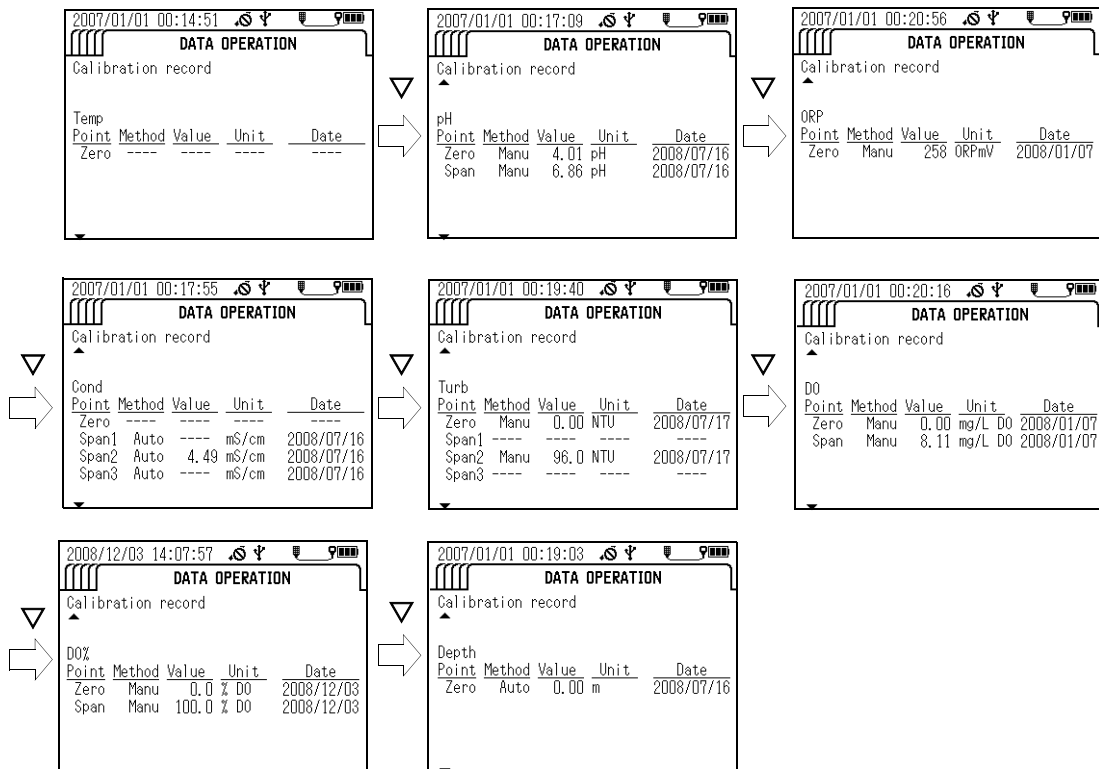 2007/01/01 00:14:51
DATA OPERATION
Calibration record
Temp
Point Method Value Unit Date
Zero ---- ---- ---- ----
2007/01/01 00:17:09
DATA OPERATION
Calibration record
pH
Point Method Value Unit Date
Zero Manu 4.01 pH 2008/07/16
Span Manu 6.86 pH 2008/07/16
2007/01/01 00:20:56
DATA OPERATION
Calibration record
ORP
Point Method Value Unit Date
Zero Manu 258 ORPmV 2008/01/07
2007/01/01 00:17:55
DATA OPERATION
Calibration record
Cond
Point Method Value Unit Date
Zero ---- ---- ---- ----
Span1 Auto ---- mS/cm 2008/07/16
Span2 Auto 4.49 mS/cm 2008/07/16
Span3 Auto ---- mS/cm 2008/07/16
2007/01/01 00:19:40
DATA OPERATION
Calibration record
Turb
Point Method Value Unit Date
Zero Manu 0.00 NTU 2008/07/17
Span1 ---- ---- ---- ----
Span2 Manu 96.0 NTU 2008/07/17
Span3 ---- ---- ---- ----
2007/01/01 00:20:16
DATA OPERATION
Calibration record
DO
Point Method Value Unit Date
Zero Manu 0.00 mg/L DO 2008/01/07
Span Manu 8.11 mg/L DO 2008/01/07
2008/12/03 14:07:57
DATA OPERATION
Calibration record
DO%
Point Method Value Unit Date
Zero Manu 0.0 % DO 2008/12/03
Span Manu 100.0 % DO 2008/12/03
2007/01/01 00:19:03
DATA OPERATION
Calibration record
Depth
Point Method Value Unit Date
Zero Auto 0.00 m 2008/07/16